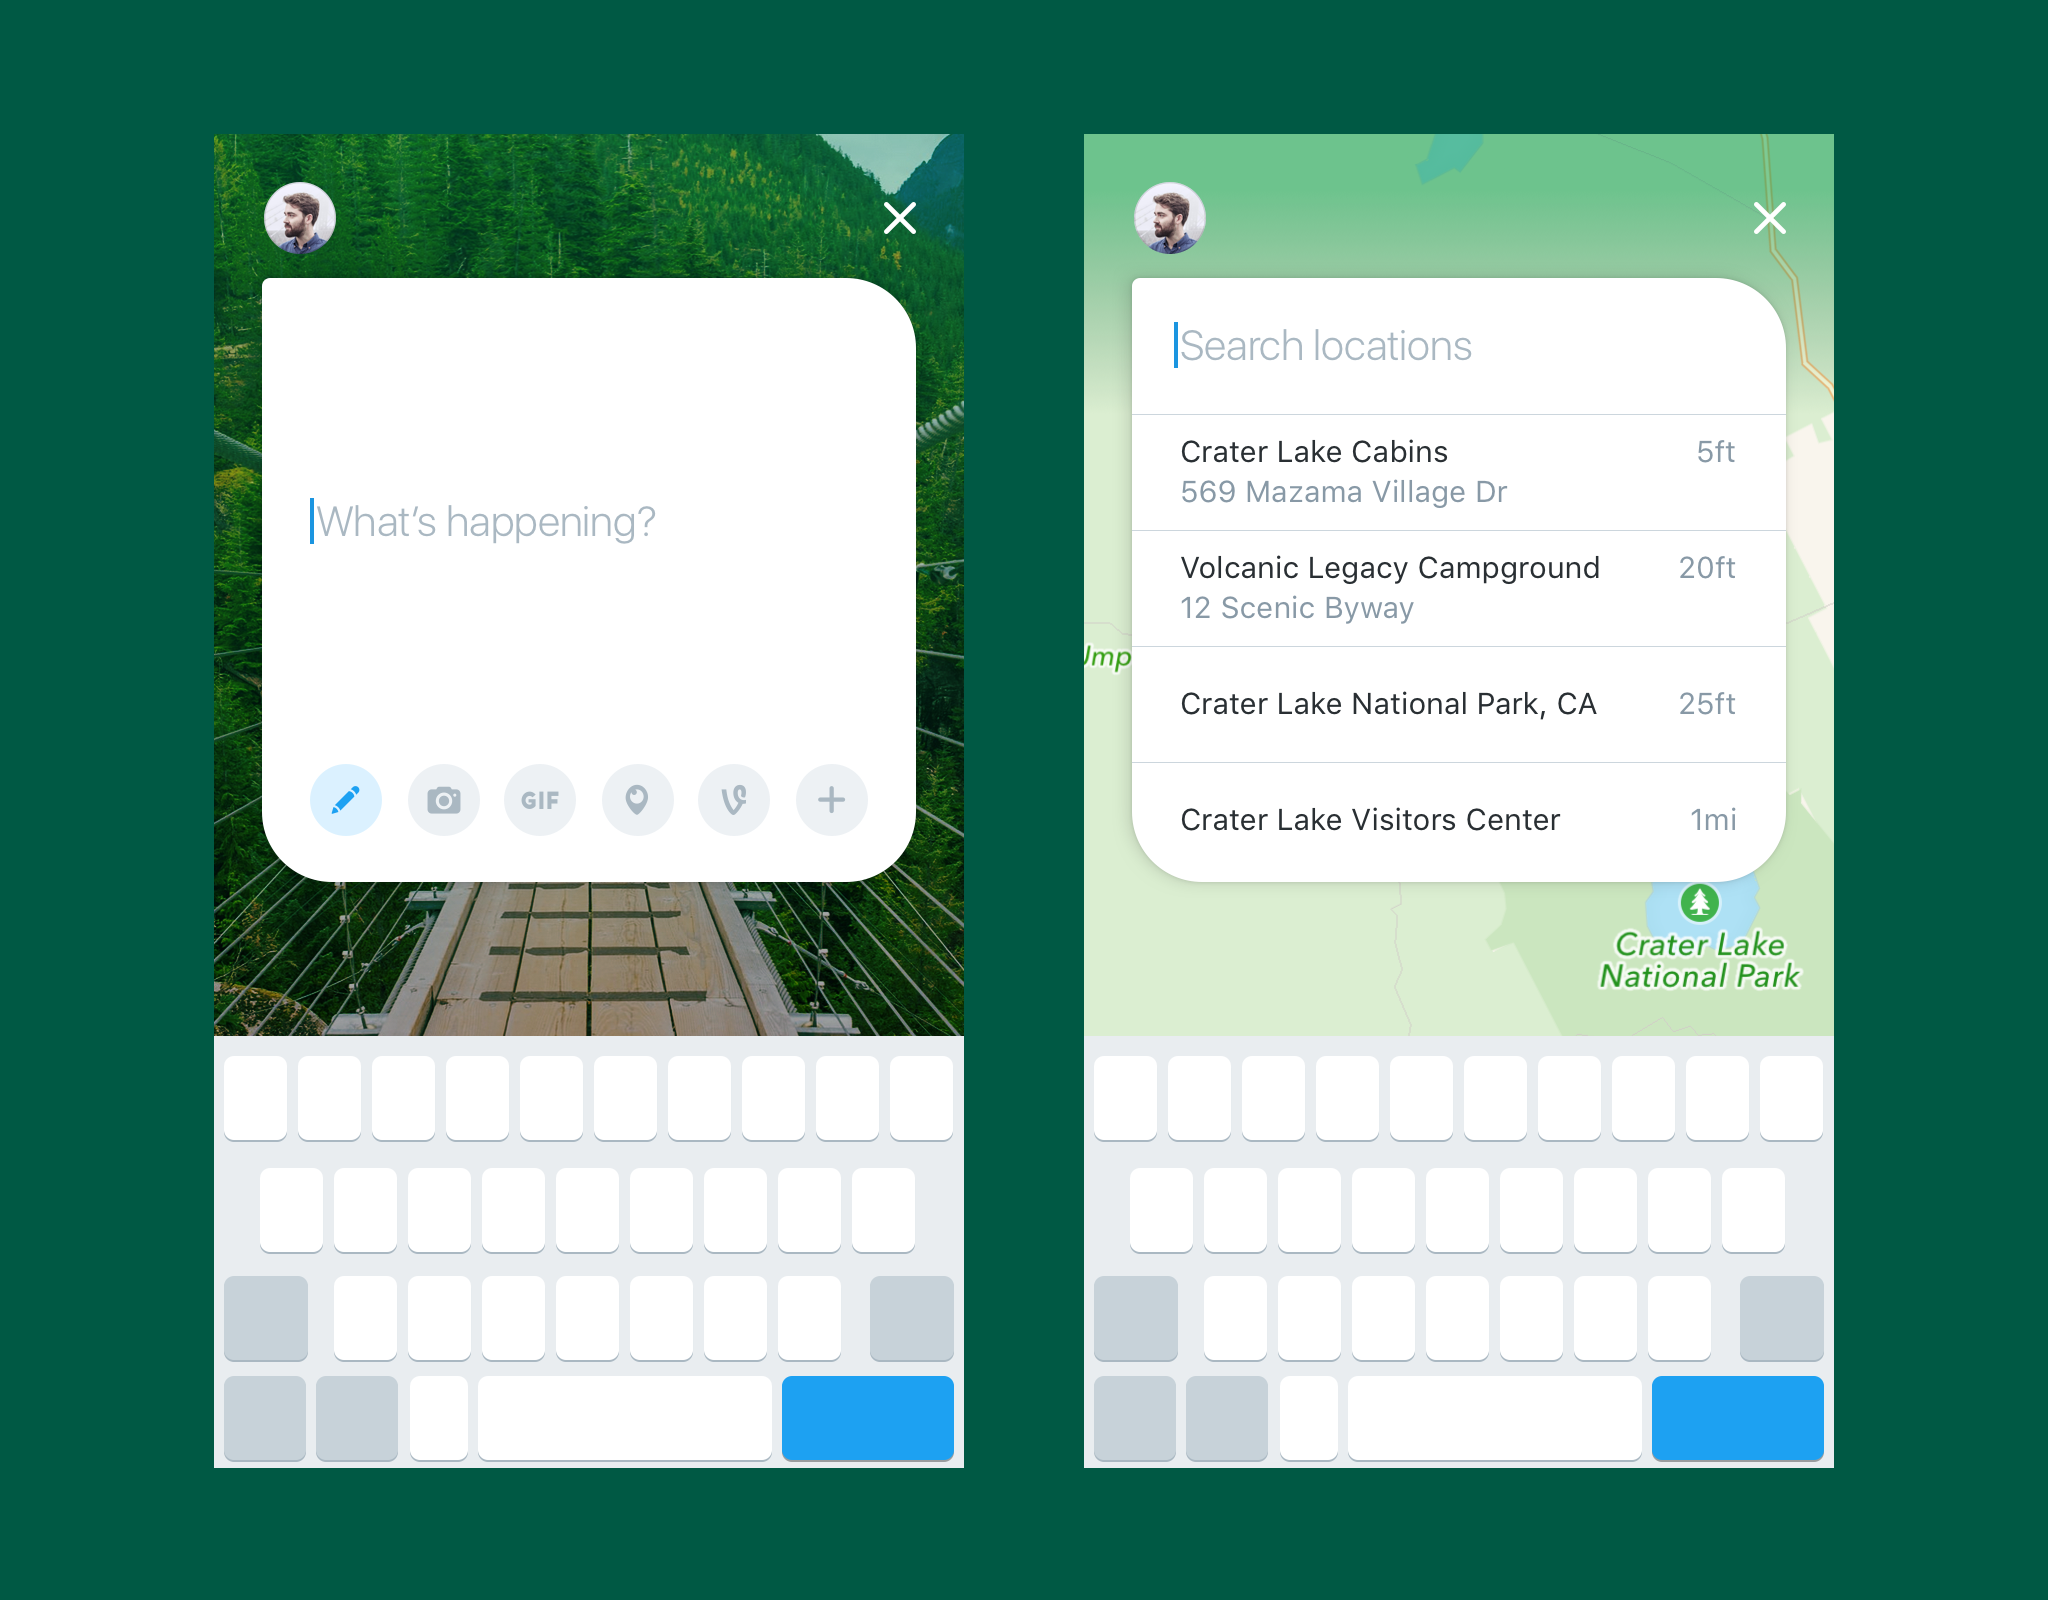 What's happening?
GIF
Search locations
Crater Lake Cabins 5ft
569 Mazama Village Dr
Volcanic Legacy Campground 20ft
12 Scenic Byway
Ump
Crater Lake National Park, CA 25ft
Crater Lake Visitors Center 1mi
Crater Lake
National Park